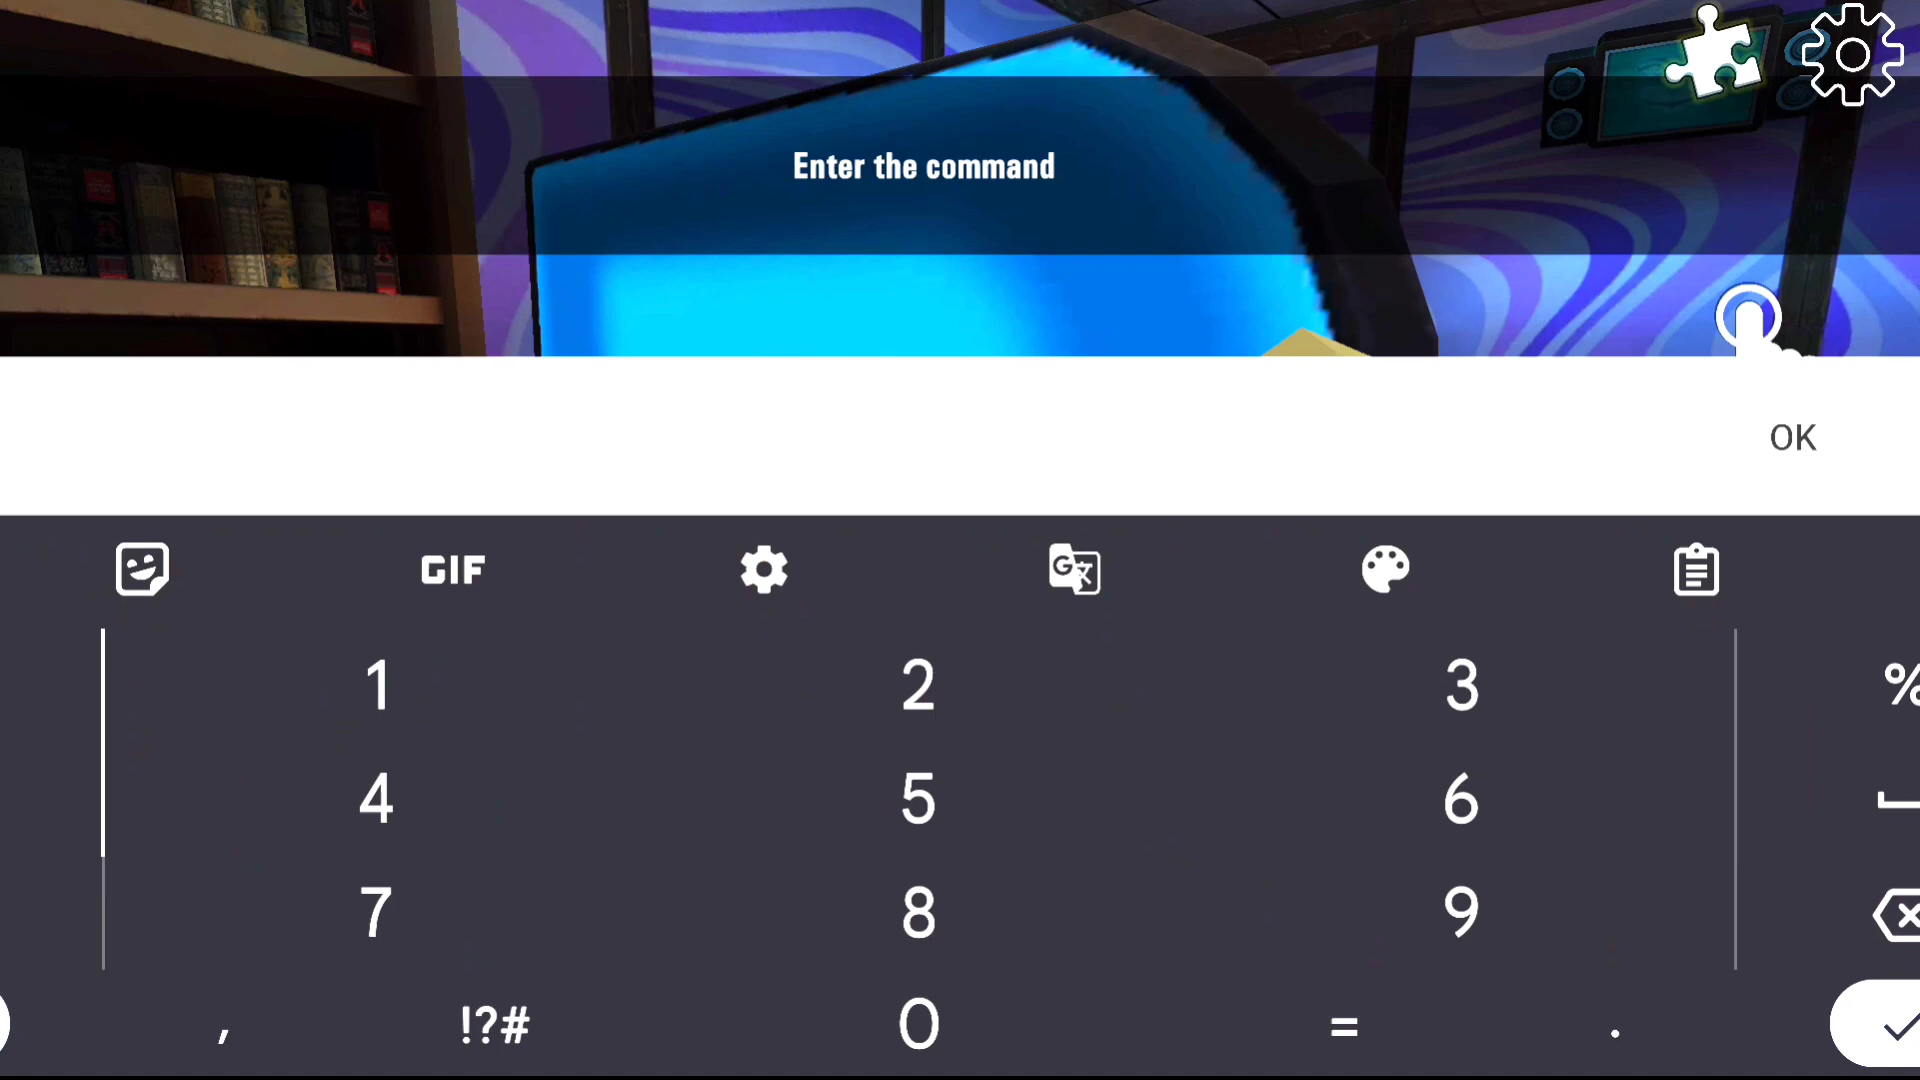 Enter the command
OK
GIF
1 2 3 %
4 5 6
7 8 9
, !?# 0 = .